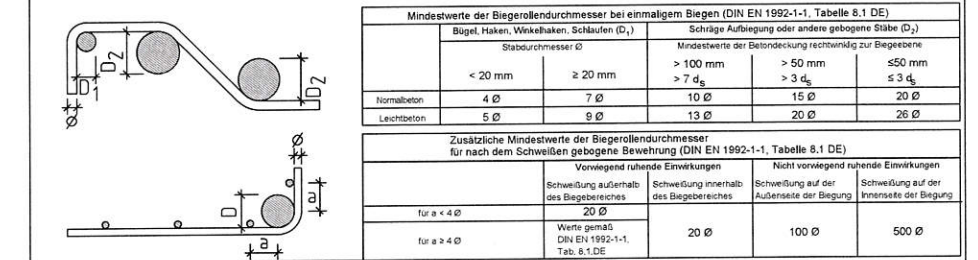 Mindestwerte der Biegerollendurchmesser bei einmaligem Biegen (DIN EN 1992-1-1, Tabelle 8.1 DE)
Bügel, Haken, Winkelhaken, Schlaufen (D₁) Schräge Aufbiegung oder andere gebogene Stäbe (D₂)
Stabdurchmesser Ø Mindestwerte der Betondeckung rechtwinklig zur Biegeebene
< 20 mm ≥ 20 mm > 100 mm > 50 mm ≤50 mm
> 7 dₛ > 3 dₛ ≤ 3 dₛ
Normalbeton 4 Ø 7 Ø 10 Ø 15 Ø 20 Ø
Leichtbeton 5 Ø 9 Ø 13 Ø 20 Ø 26 Ø
D₁ D₂ D₂
Ø
Zusätzliche Mindestwerte der Biegerollendurchmesser
für nach dem Schweißen gebogene Bewehrung (DIN EN 1992-1-1, Tabelle 8.1 DE)
Vorwiegend ruhende Einwirkungen Nicht vorwiegend ruhende Einwirkungen
Schweißung außerhalb Schweißung innerhalb Schweißung auf der Schweißung auf der
des Biegebereiches des Biegebereiches Außenseite der Biegung Innenseite der Biegung
für a < 4 Ø 20 Ø
für a ≥ 4 Ø Werte gemäß
DIN EN 1992-1-1,
Tab. 8.1.DE
20 Ø 100 Ø 500 Ø
Ø
D a
a